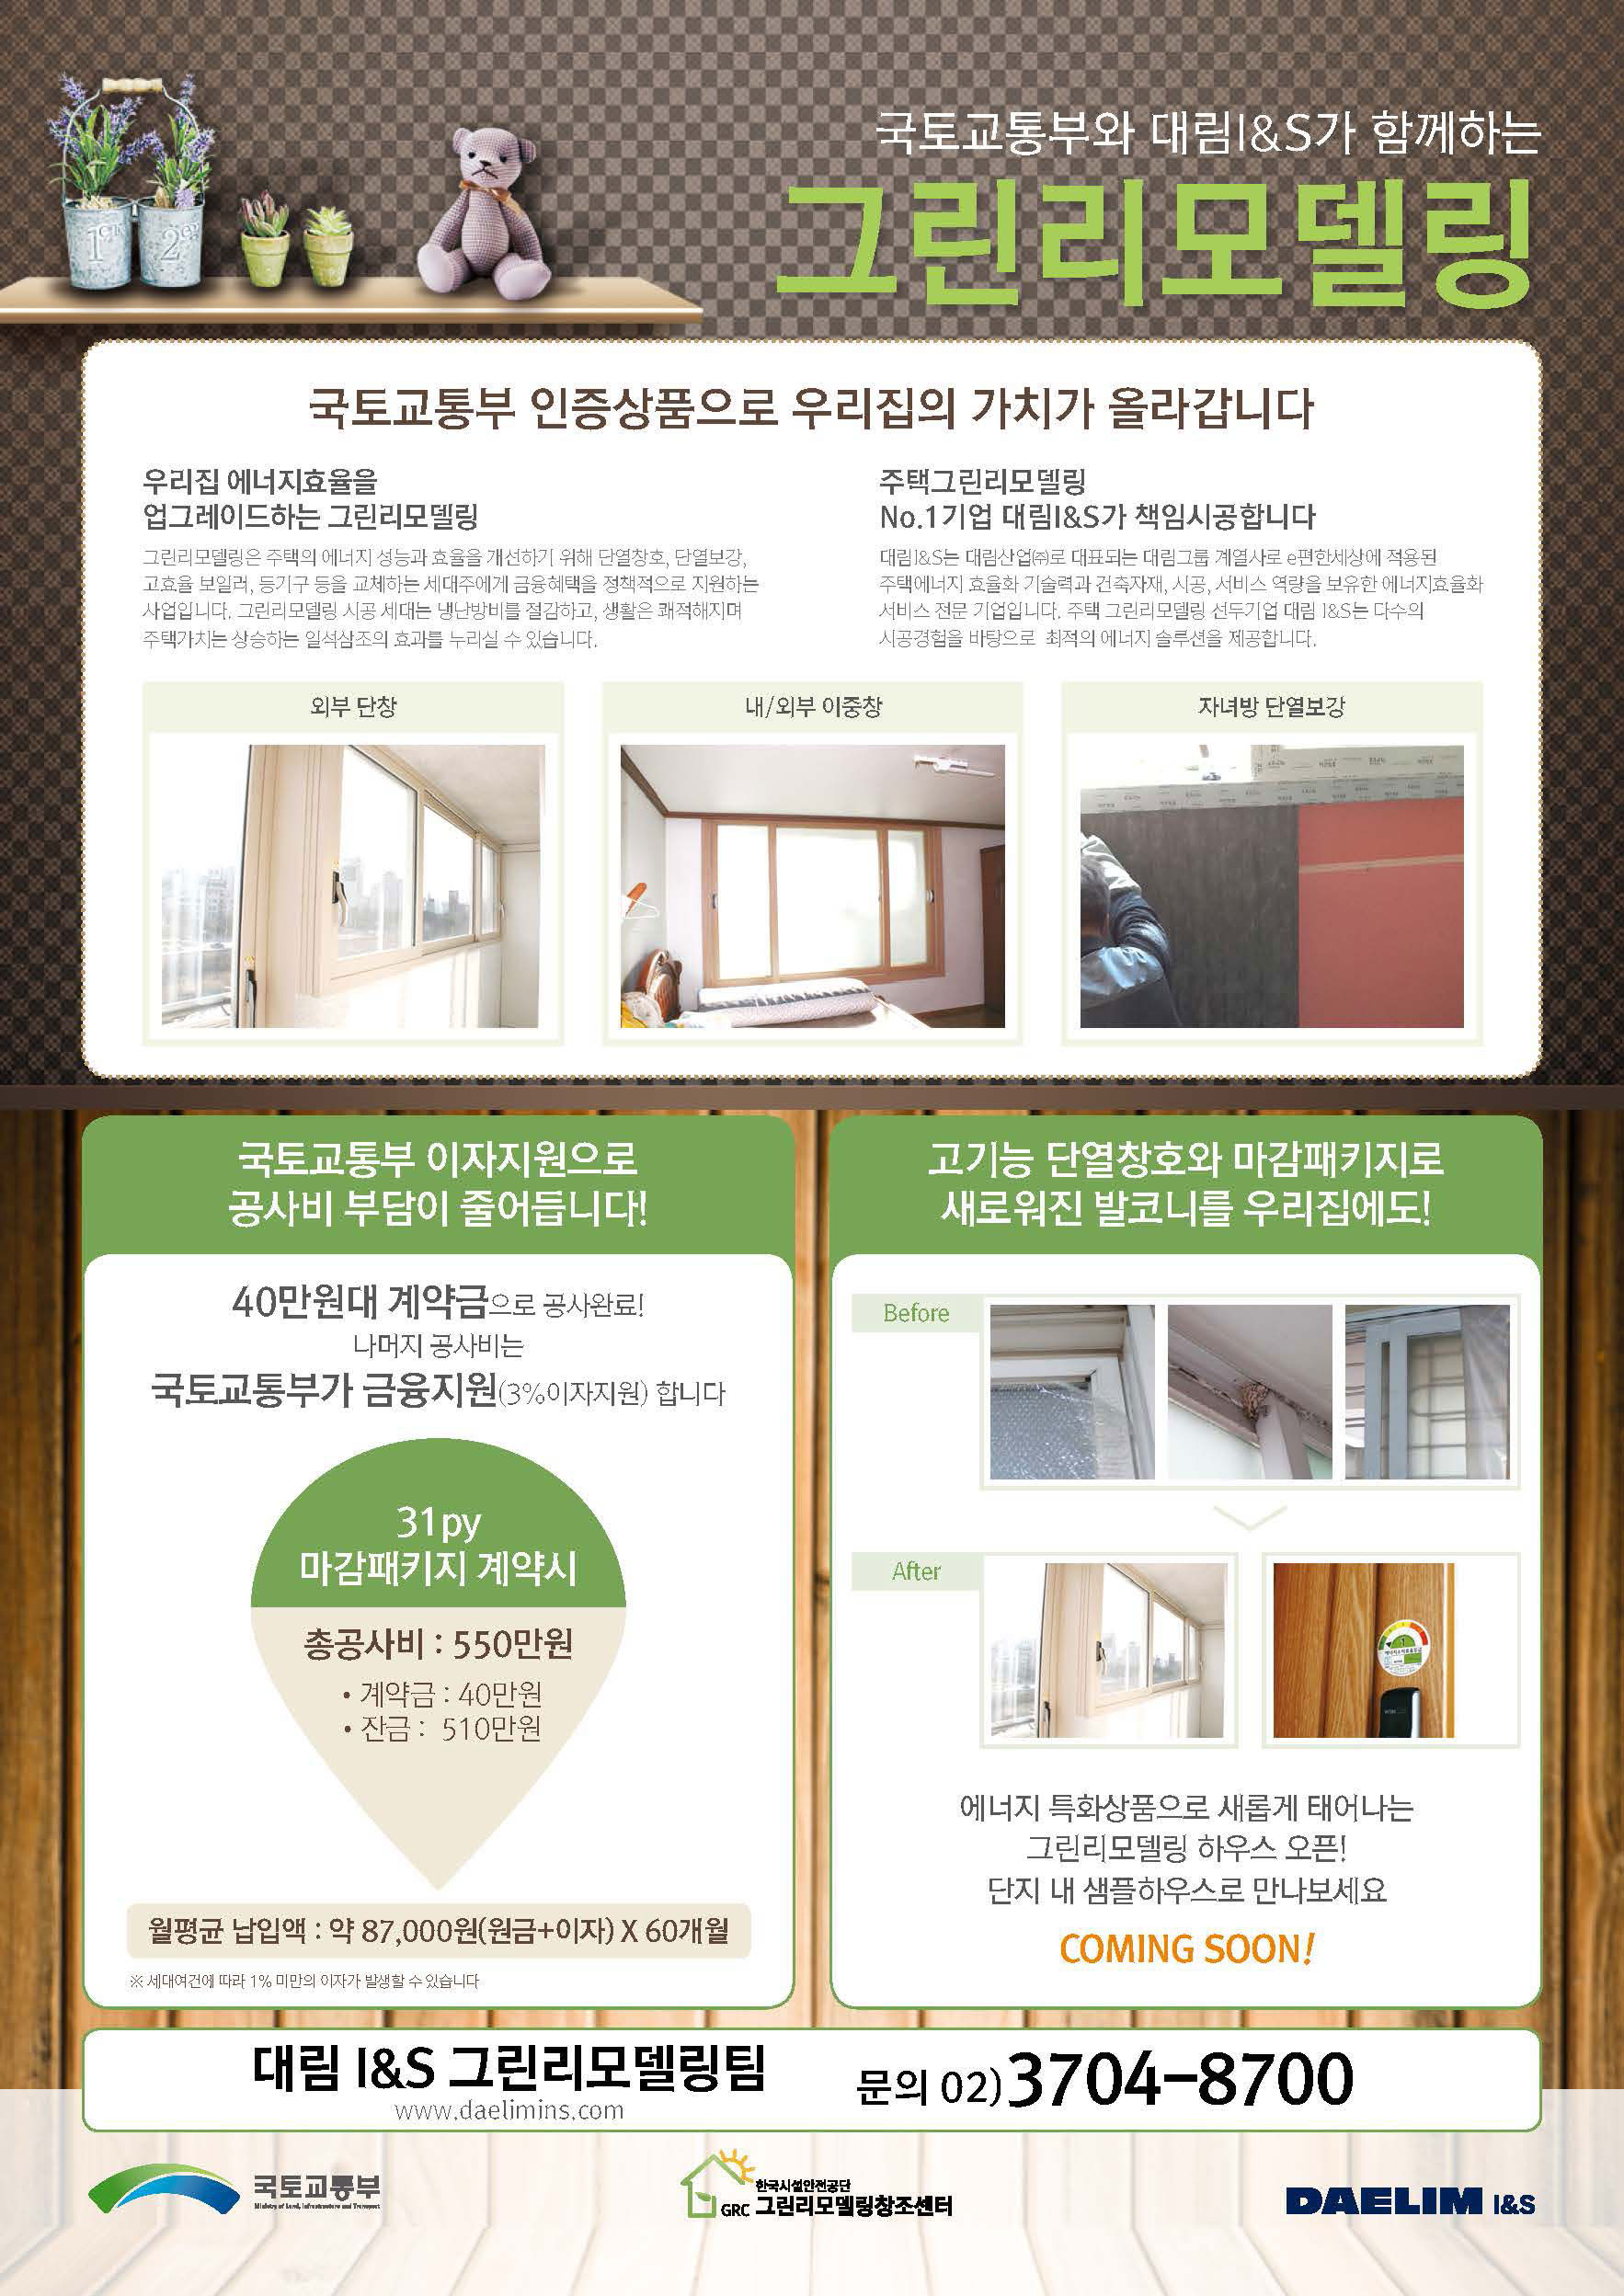 국토교통부와 대림I&S가 함께하는
그린리모델링
국토교통부 인증상품으로 우리집의 가치가 올라갑니다
우리집 에너지효율을
업그레이드하는 그린리모델링
그린리모델링은 주택의 에너지 성능과 효율을 개선하기 위해 단열창호, 단열보강,
고효율 보일러, 등기구 등을 교체하는 세대주에게 금융혜택을 정책적으로 지원하는
사업입니다. 그린리모델링 시공 세대는 냉난방비를 절감하고, 생활은 쾌적해지며
주택가치는 상승하는 일석삼조의 효과를 누리실 수 있습니다.
주택그린리모델링
No.1기업 대림I&S가 책임시공합니다
대림I&S는 대림산업㈜로 대표되는 대림그룹 계열사로 e편한세상에 적용된
주택에너지 효율화 기술력과 건축자재, 시공, 서비스 역량을 보유한 에너지효율화
서비스 전문 기업입니다. 주택 그린리모델링 선두기업 대림 I&S는 다수의
시공경험을 바탕으로 최적의 에너지 솔루션을 제공합니다.
외부 단창
내/외부 이중창
자녀방 단열보강
국토교통부 이자지원으로
공사비 부담이 줄어듭니다!
40만원대 계약금으로 공사완료!
나머지 공사비는
국토교통부가 금융지원(3%이자지원) 합니다
31py
마감패키지 계약시
총공사비 : 550만원
• 계약금 : 40만원
• 잔금 : 510만원
월평균 납입액 : 약 87,000원(원금+이자) X 60개월
※ 세대여건에 따라 1% 미만의 이자가 발생할 수 있습니다
고기능 단열창호와 마감패키지로
새로워진 발코니를 우리집에도!
Before
After
에너지 특화상품으로 새롭게 태어나는
그린리모델링 하우스 오픈!
단지 내 샘플하우스로 만나보세요
COMING SOON!
대림 I&S 그린리모델링팀
www.daelimins.com
문의 02)3704-8700
국토교통부
Ministry of Land, Infrastructure and Transport
한국시설안전공단
GRC 그린리모델링창조센터
DAELIM I&S